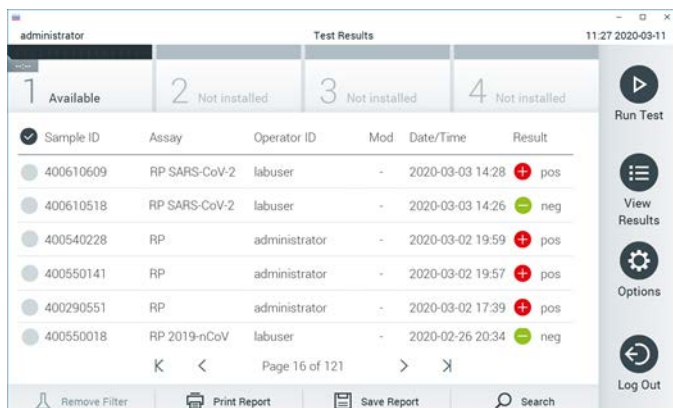 administrator Test Results 11:27 2020-03-11
1 Available 2 Not installed 3 Not installed 4 Not installed
Run Test
Sample ID Assay Operator ID Mod Date/Time Result
400610609 RP SARS-CoV-2 labuser - 2020-03-03 14:28 pos
400610518 RP SARS-CoV-2 labuser - 2020-03-03 14:26 neg
View
Results
400540228 RP administrator - 2020-03-02 19:59 pos
400550141 RP administrator - 2020-03-02 19:57 pos
Options
400290551 RP administrator - 2020-03-02 17:39 pos
400550018 RP 2019-nCoV labuser - 2020-02-26 20:34 neg
Page 16 of 121
Log Out
Remove Filter Print Report Save Report Search